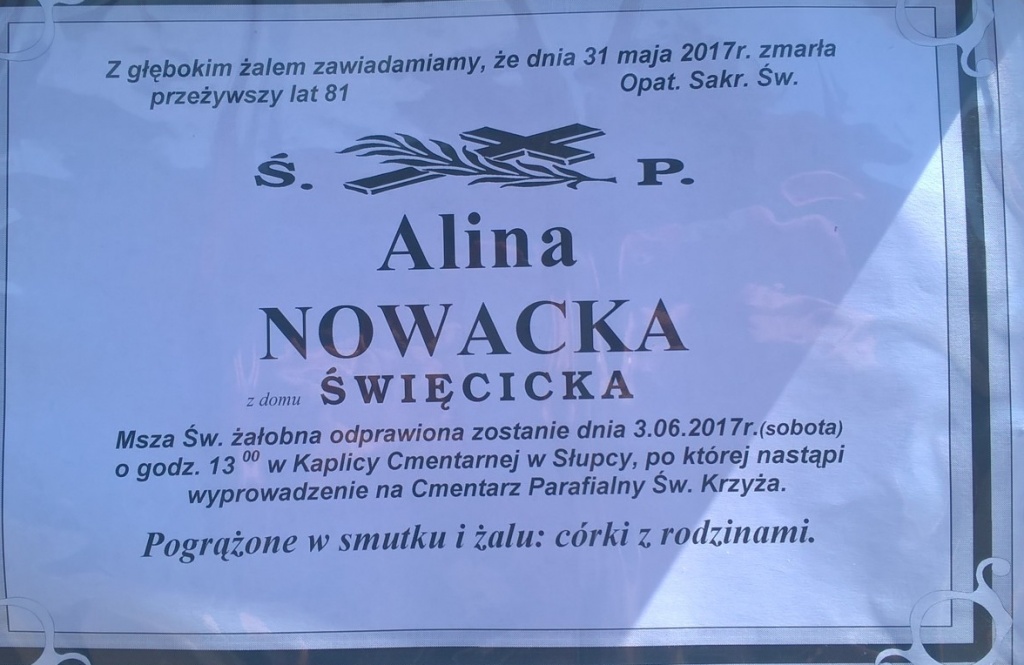 Z głębokim żalem zawiadamiamy, że dnia 31 maja 2017r. zmarła
przeżywszy lat 81 Opat. Sakr. Św.
Ś. P.
Alina
NOWACKA
z domu ŚWIĘCICKA
Msza Św. żałobna odprawiona zostanie dnia 3.06.2017r.(sobota)
o godz. 13 00 w Kaplicy Cmentarnej w Słupcy, po której nastąpi
wyprowadzenie na Cmentarz Parafialny Św. Krzyża.
Pogrążone w smutku i żalu: córki z rodzinami.